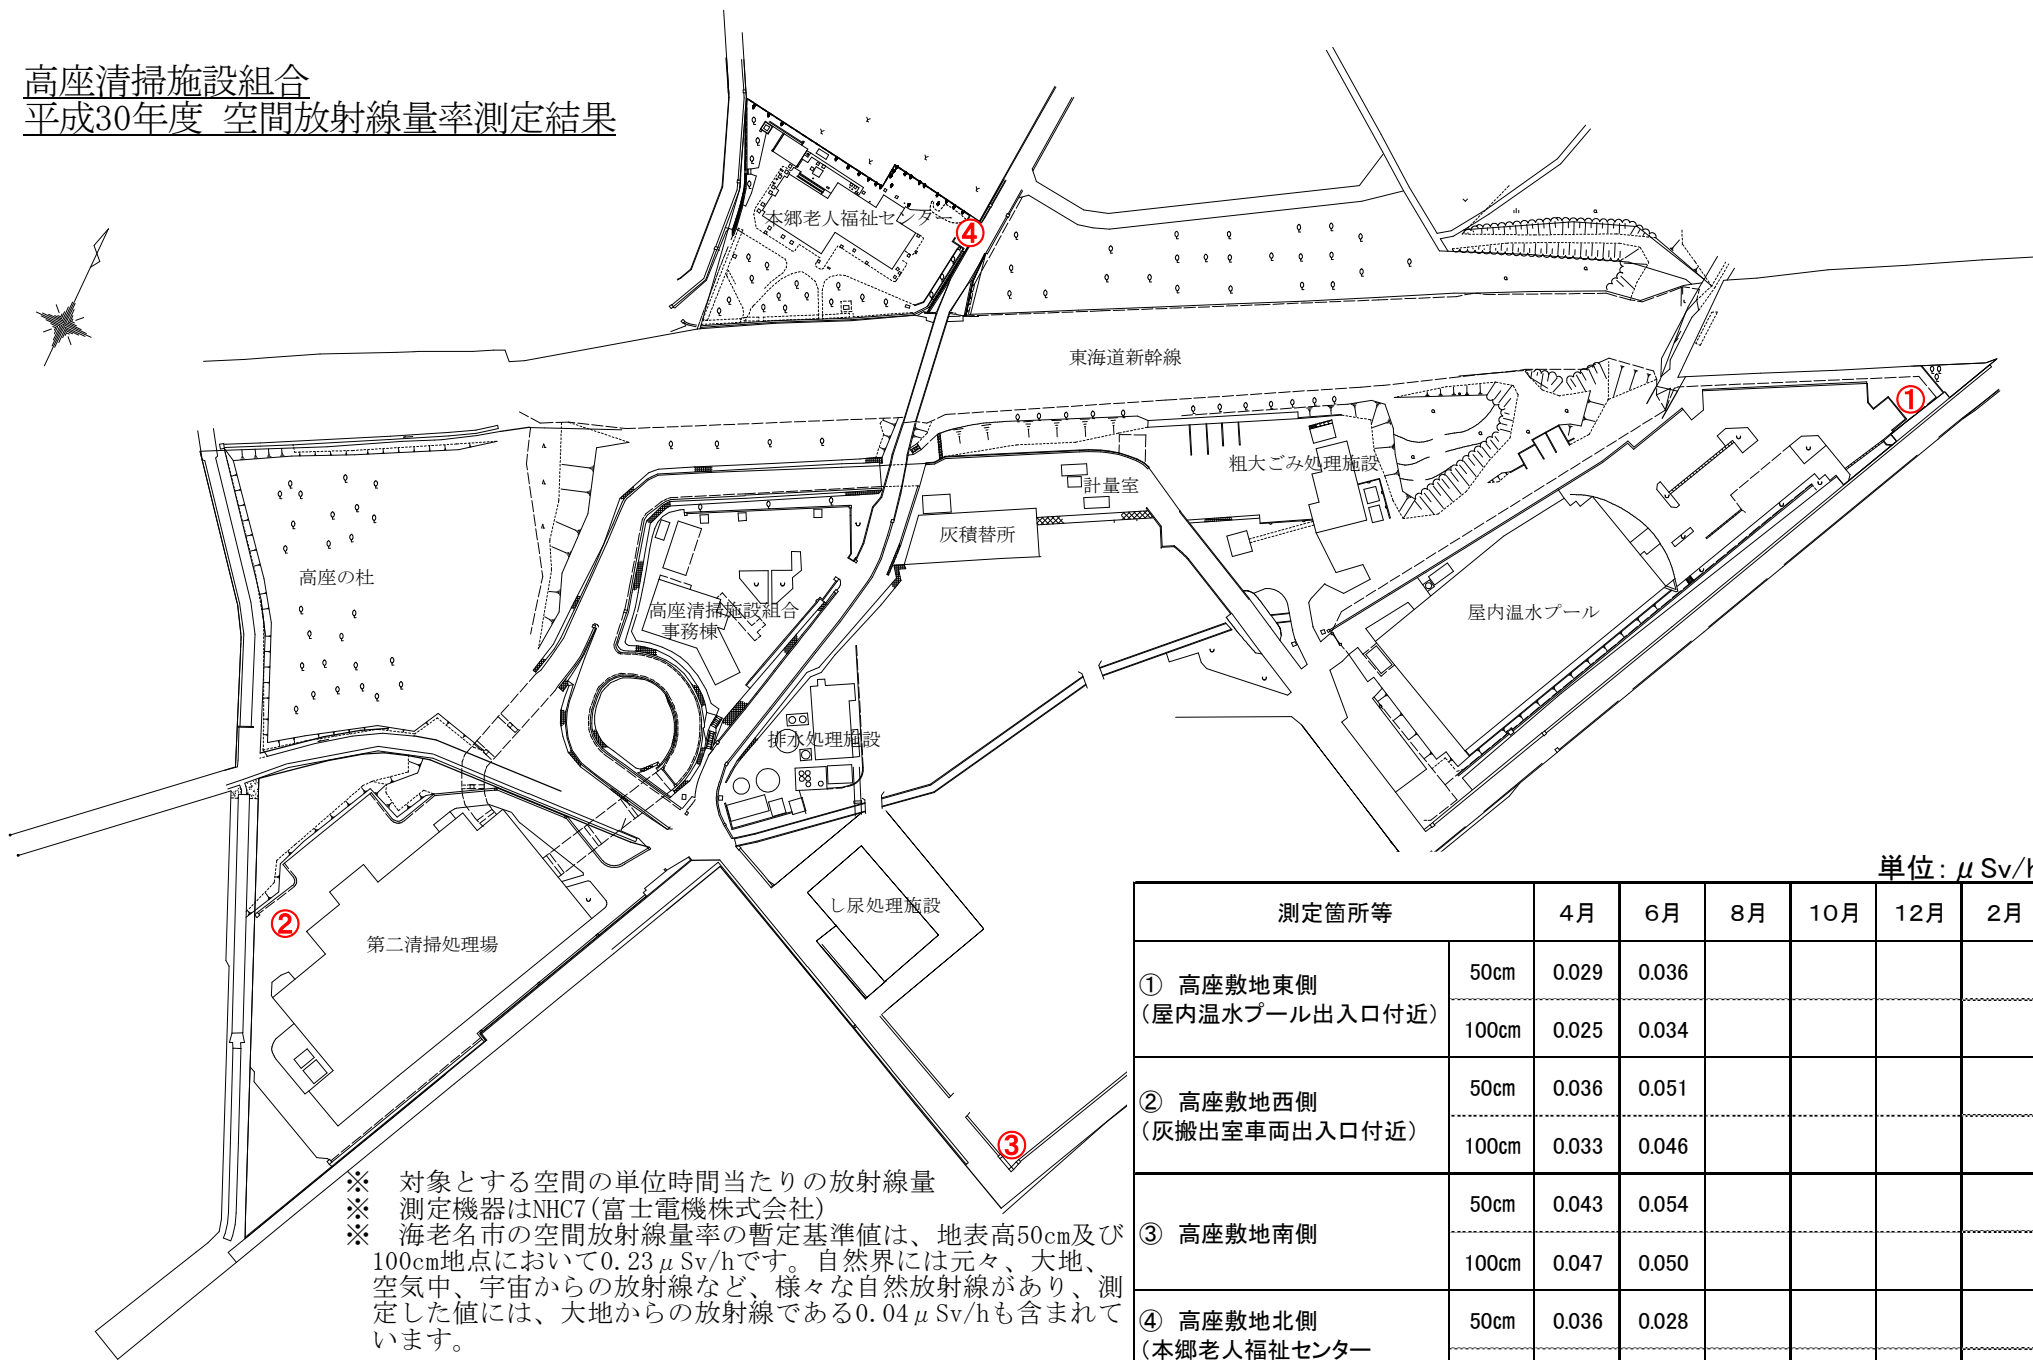 高座清掃施設組合
平成30年度 空間放射線量率測定結果
本郷老人福祉センター
④
東海道新幹線
①
粗大ごみ処理施設
計量室
灰積替所
高座の杜
高座清掃施設組合
事務棟
屋内温水プール
排水処理施設
し尿処理施設
②
第二清掃処理場
③
※ 対象とする空間の単位時間当たりの放射線量
※ 測定機器はNHC7(富士電機株式会社)
※ 海老名市の空間放射線量率の暫定基準値は、地表高50cm及び
100cm地点において0.23μSv/hです。自然界には元々、大地、
空気中、宇宙からの放射線など、様々な自然放射線があり、測
定した値には、大地からの放射線である0.04μSv/hも含まれて
います。
単位:μSv/h
測定箇所等 4月 6月 8月 10月 12月 2月
① 高座敷地東側
(屋内温水プール出入口付近)
50cm 0.029 0.036
100cm 0.025 0.034
② 高座敷地西側
(灰搬出室車両出入口付近)
50cm 0.036 0.051
100cm 0.033 0.046
③ 高座敷地南側
50cm 0.043 0.054
100cm 0.047 0.050
④ 高座敷地北側
(本郷老人福祉センター
50cm 0.036 0.028